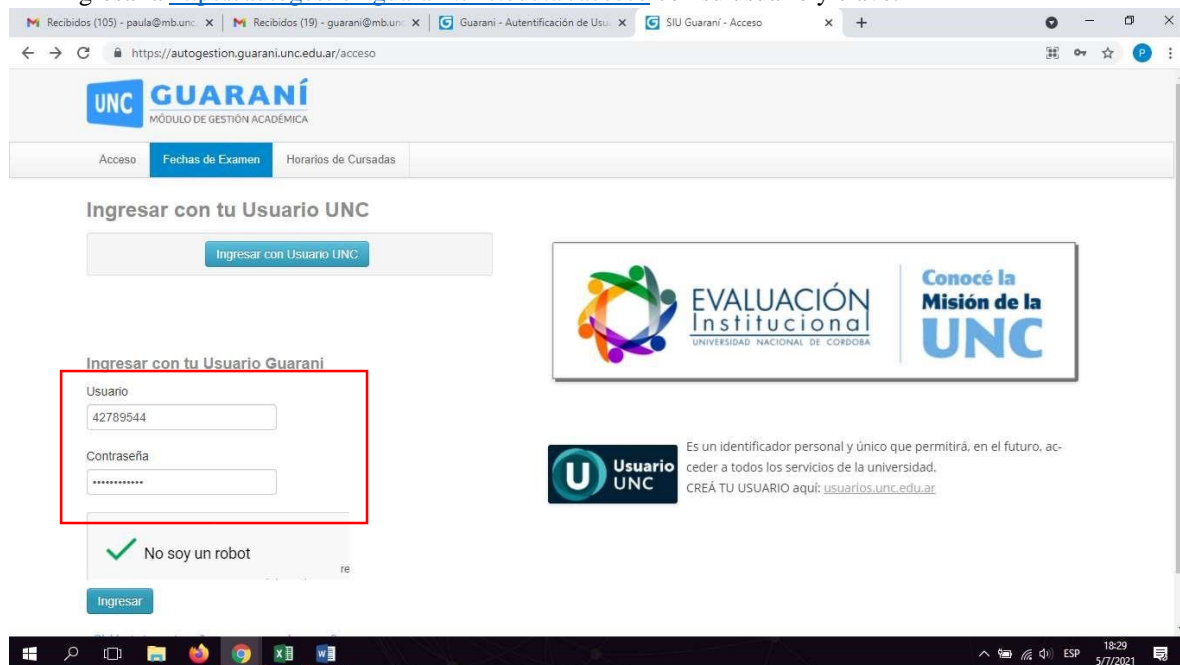 Recibidos (105) - paula@mb.unc.
Recibidos (19) - guarani@mb.unc
Guarani - Autentificación de Usu
SIU Guaraní - Acceso
https://autogestion.guarani.unc.edu.ar/acceso
P
UNC GUARANÍ
MÓDULO DE GESTIÓN ACADÉMICA
Acceso Fechas de Examen Horarios de Cursadas
Ingresar con tu Usuario UNC
Ingresar con Usuario UNC
EVALUACIÓN
Institucional
UNIVERSIDAD NACIONAL DE CORDOBA
Conocé la
Misión de la
UNC
Ingresar con tu Usuario Guarani
Usuario
42789544
Contraseña
••••••••••••
U Usuario
UNC
Es un identificador personal y único que permitirá, en el futuro, ac-
ceder a todos los servicios de la universidad.
CREÁ TU USUARIO aquí: usuarios.unc.edu.ar
No soy un robot
re
Ingresar
ESP
18:29
5/7/2021